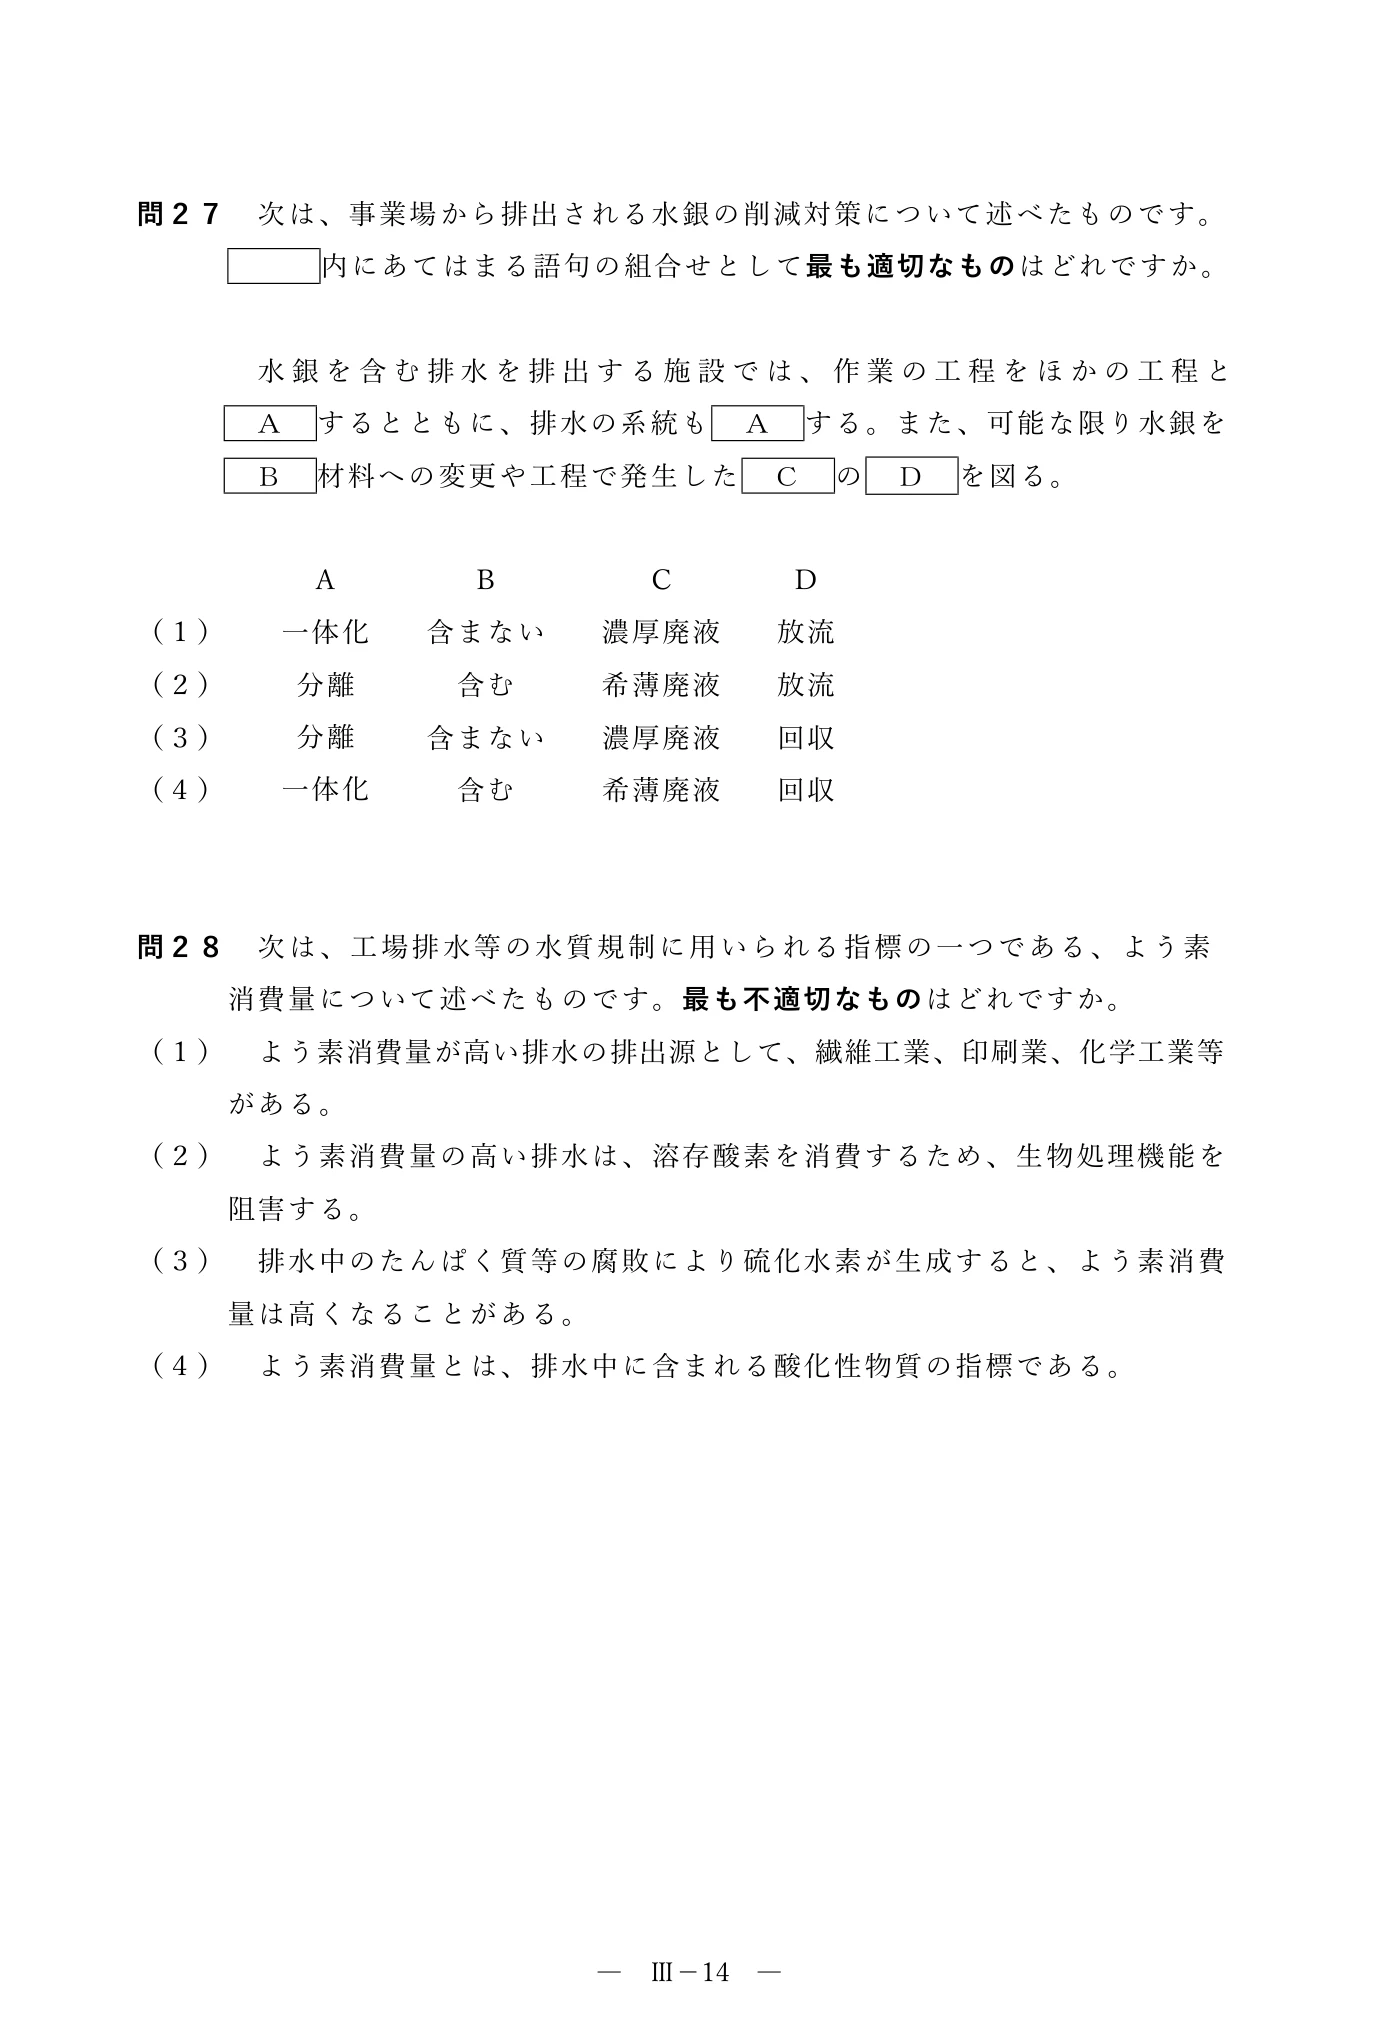 問２７　次は、事業場から排出される水銀の削減対策について述べたものです。
内にあてはまる語句の組合せとして最も適切なものはどれですか。
水銀を含む排水を排出する施設では、作業の工程をほかの工程と
A するとともに、排水の系統も A する。また、可能な限り水銀を
B 材料への変更や工程で発生した C の D を図る。
A B C D
（１） 一体化 含まない 濃厚廃液 放流
（２） 分離 含む 希薄廃液 放流
（３） 分離 含まない 濃厚廃液 回収
（４） 一体化 含む 希薄廃液 回収
問２８　次は、工場排水等の水質規制に用いられる指標の一つである、よう素
消費量について述べたものです。最も不適切なものはどれですか。
（１）　よう素消費量が高い排水の排出源として、繊維工業、印刷業、化学工業等
がある。
（２）　よう素消費量の高い排水は、溶存酸素を消費するため、生物処理機能を
阻害する。
（３）　排水中のたんぱく質等の腐敗により硫化水素が生成すると、よう素消費
量は高くなることがある。
（４）　よう素消費量とは、排水中に含まれる酸化性物質の指標である。
― Ⅲ－14 ―